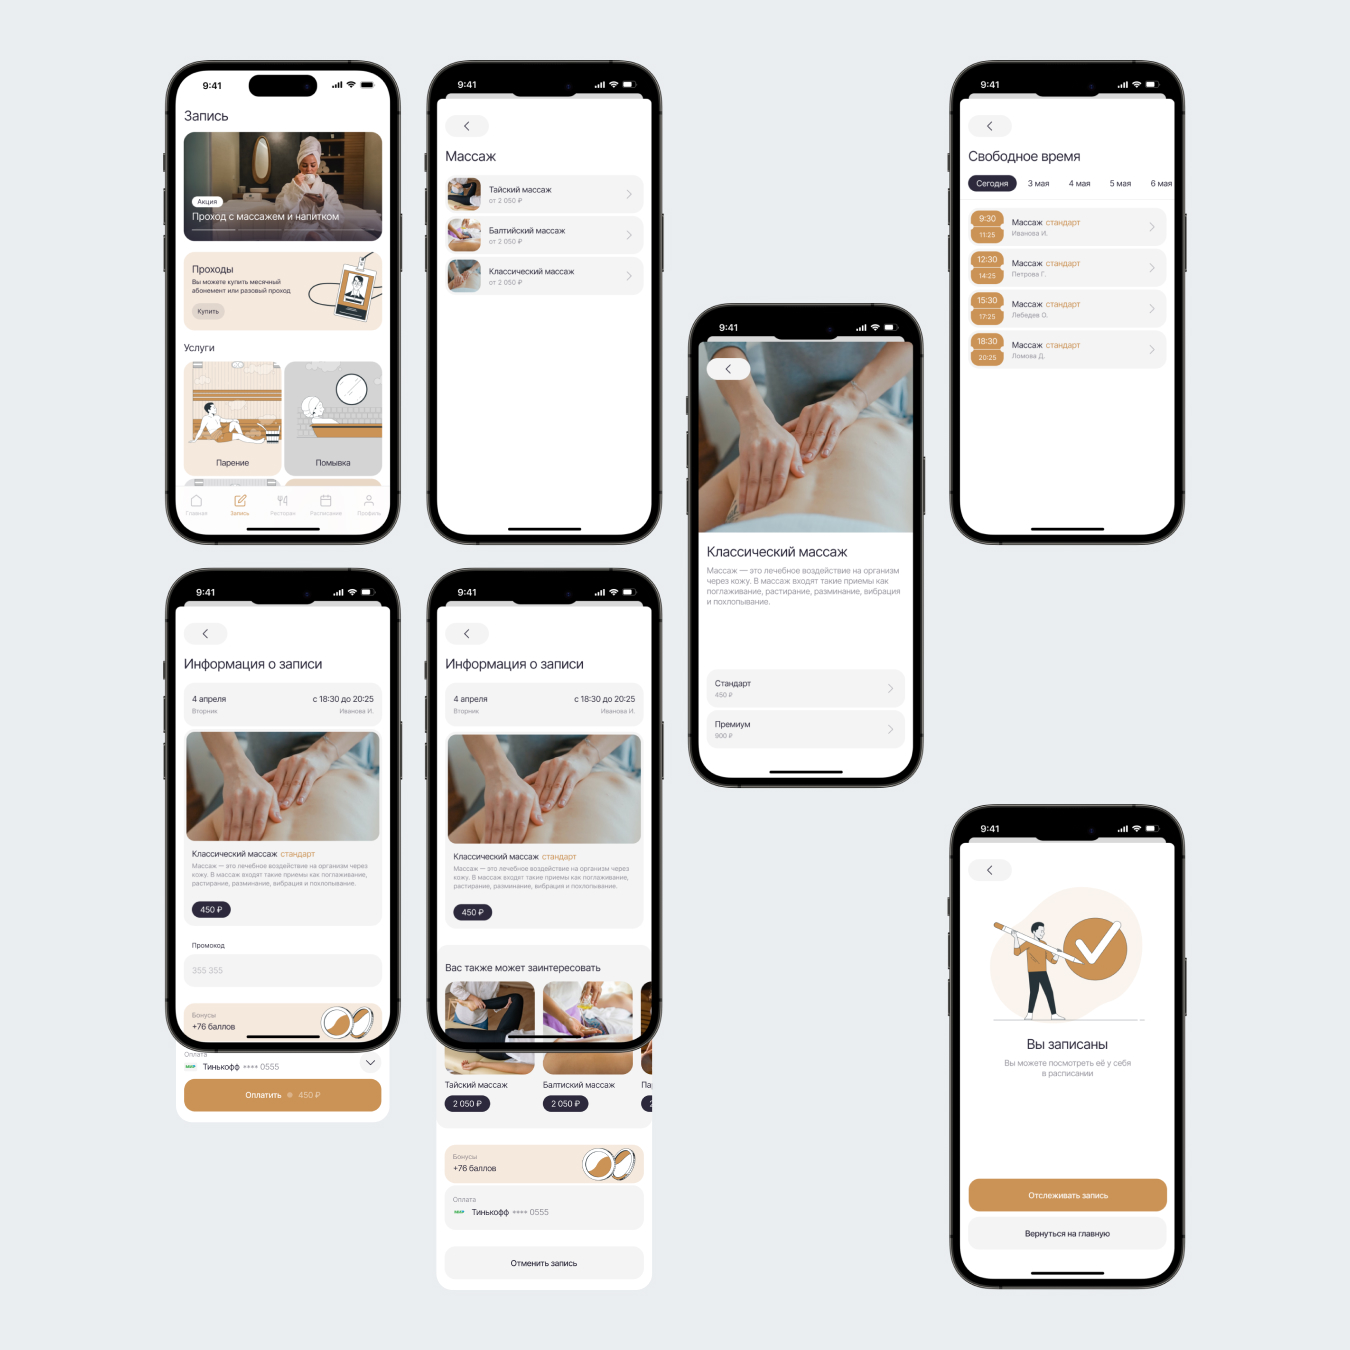 9:41
Запись
Акция
Проход с массажем и напитком
Проходы
Вы можете купить месячный
абонемент или разовый проход
Купить
Услуги
Парение
Помывка
Главная
Запись
Ресторан
Расписание
Профиль
9:41
Массаж
Тайский массаж
от 2 050 ₽
Балтийский массаж
от 2 050 ₽
Классический массаж
от 2 050 ₽
9:41
Классический массаж
Массаж — это лечебное воздействие на организм
через кожу. В массаж входят такие приемы как
поглаживание, растирание, разминание, вибрация
и похлопывание.
Стандарт
450 ₽
Премиум
900 ₽
9:41
Свободное время
Сегодня 3 мая 4 мая 5 мая 6 мая
9:30
11:25
Массаж стандарт
Иванова И.
12:30
14:25
Массаж стандарт
Петрова Г.
15:30
17:25
Массаж стандарт
Лебедев О.
18:30
20:25
Массаж стандарт
Ломова Д.
9:41
Информация о записи
4 апреля с 18:30 до 20:25
Вторник Иванова И.
Классический массаж стандарт
Массаж — это лечебное воздействие на организм через
кожу. В массаж входят такие приемы как поглаживание,
растирание, разминание, вибрация и похлопывание.
450 ₽
Промокод
355 355
Бонусы
+76 баллов
Оплата
МИР Тинькофф •••• 0555
Оплатить 450 ₽
9:41
Информация о записи
4 апреля с 18:30 до 20:25
Вторник Иванова И.
Классический массаж стандарт
Массаж — это лечебное воздействие на организм через
кожу. В массаж входят такие приемы как поглаживание,
растирание, разминание, вибрация и похлопывание.
450 ₽
Вас также может заинтересовать
Тайский массаж Балтиский массаж Па
2 050 ₽ 2 050 ₽ 2
Бонусы
+76 баллов
Оплата
МИР Тинькофф •••• 0555
Отменить запись
9:41
Вы записаны
Вы можете посмотреть её у себя
в расписании
Отслеживать запись
Вернуться на главную